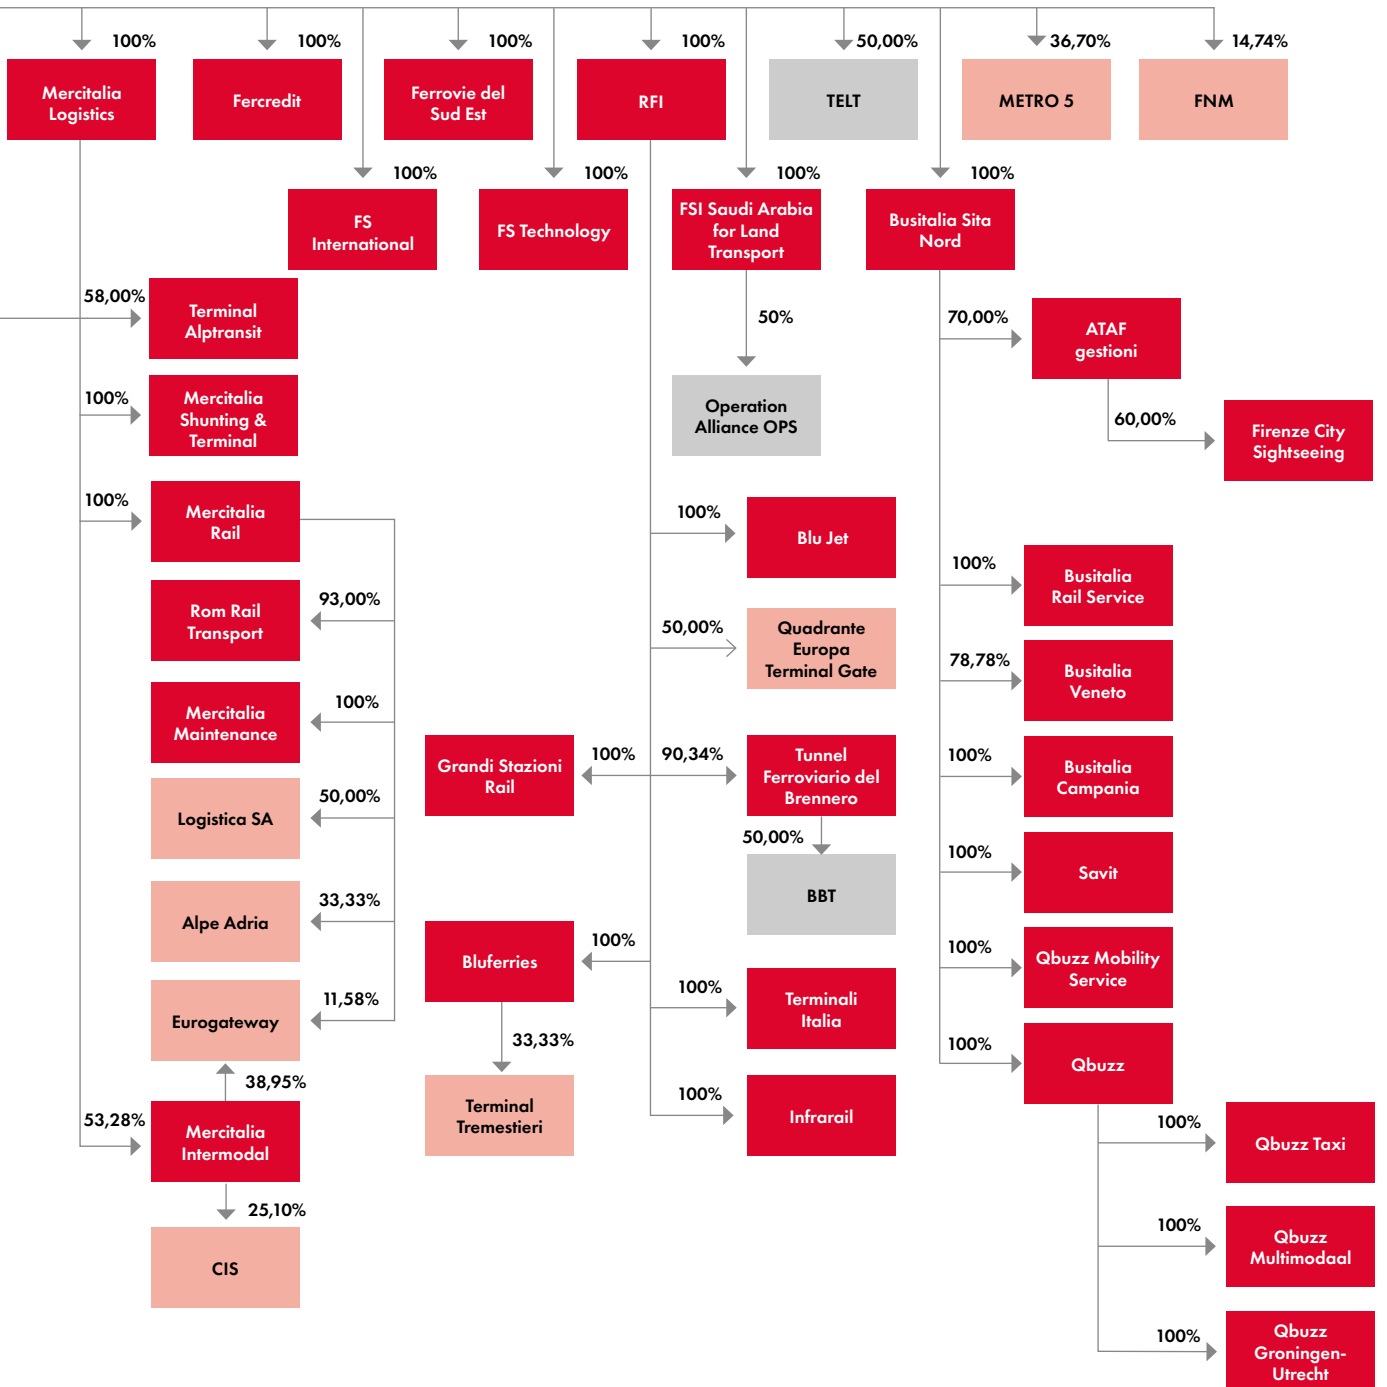 100%
100%
100%
100%
50,00%
36,70%
14,74%
Mercitalia
Logistics
Fercredit
Ferrovie del
Sud Est
RFI
TELT
METRO 5
FNM
100%
100%
100%
100%
FS
International
FS Technology
FSI Saudi Arabia
for Land
Transport
Busitalia Sita
Nord
58,00%
Terminal
Alptransit
50%
70,00%
ATAF
gestioni
100%
Mercitalia
Shunting &
Terminal
Operation
Alliance OPS
60,00%
Firenze City
Sightseeing
100%
Mercitalia
Rail
100%
Blu Jet
100%
Busitalia
Rail Service
93,00%
Rom Rail
Transport
50,00%
Quadrante
Europa
Terminal Gate
78,78%
Busitalia
Veneto
100%
Mercitalia
Maintenance
Grandi Stazioni
Rail
100%
90,34%
Tunnel
Ferroviario del
Brennero
100%
Busitalia
Campania
50,00%
Logistica SA
50,00%
BBT
100%
Savit
33,33%
Alpe Adria
Bluferries
100%
100%
Qbuzz Mobility
Service
11,58%
Eurogateway
100%
Terminali
Italia
33,33%
100%
Qbuzz
38,95%
53,28%
Mercitalia
Intermodal
Terminal
Tremestieri
100%
Infrarail
100%
Qbuzz Taxi
25,10%
CIS
100%
Qbuzz
Multimodaal
100%
Qbuzz
Groningen-
Utrecht